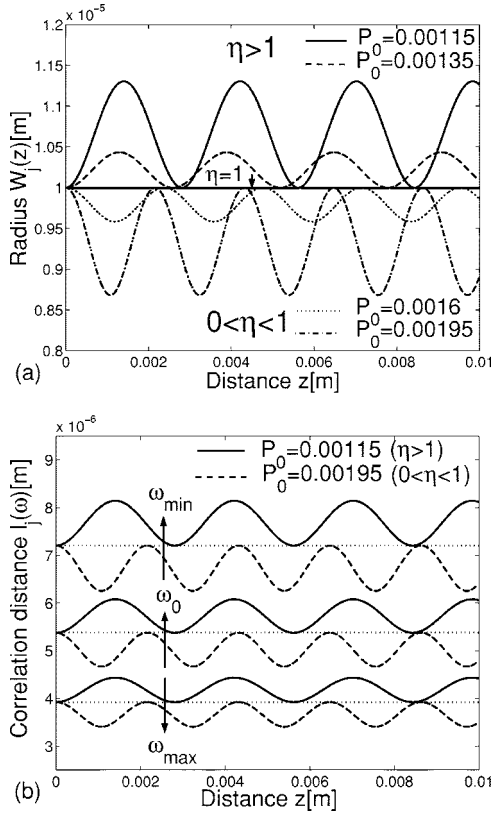 x 10⁻⁵
η>1
P₀=0.00115
P₀=0.00135
η=1
0<η<1
P₀=0.0016
P₀=0.00195
1.2
1.15
1.1
1.05
1
0.95
0.9
0.85
0.8
Radius Wⱼ(z)[m]
0
0.002
0.004
0.006
0.008
0.01
Distance z[m]
(a)
x 10⁻⁶
P₀=0.00115 (η>1)
P₀=0.00195 (0<η<1)
ωmin
ω₀
ωmax
9
8
7
6
5
4
3
Correlation distance lⱼ(ω)[m]
0
0.002
0.004
0.006
0.008
0.01
Distance z[m]
(b)